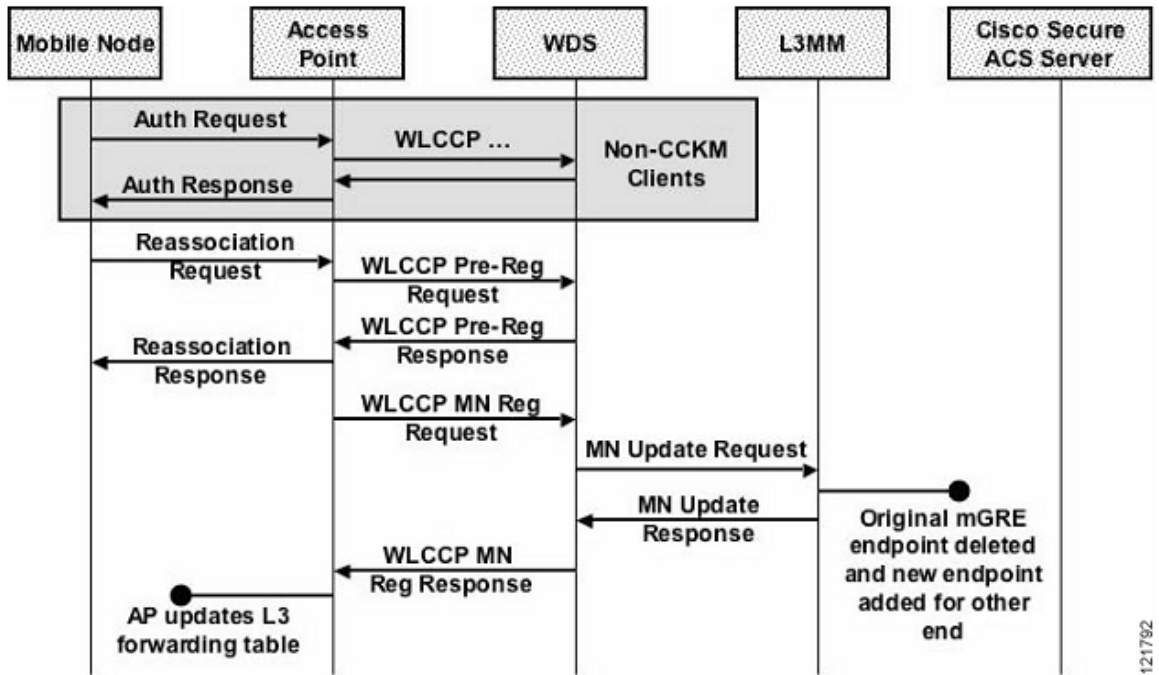 Mobile Node
Access
Point
WDS
L3MM
Cisco Secure
ACS Server
Auth Request
WLCCP ...
Non-CCKM
Clients
Auth Response
Reassociation
Request
WLCCP Pre-Reg
Request
WLCCP Pre-Reg
Response
Reassociation
Response
WLCCP MN Reg
Request
MN Update Request
MN Update
Response
Original mGRE
endpoint deleted
and new endpoint
added for other
end
WLCCP MN
Reg Response
AP updates L3
forwarding table
121792